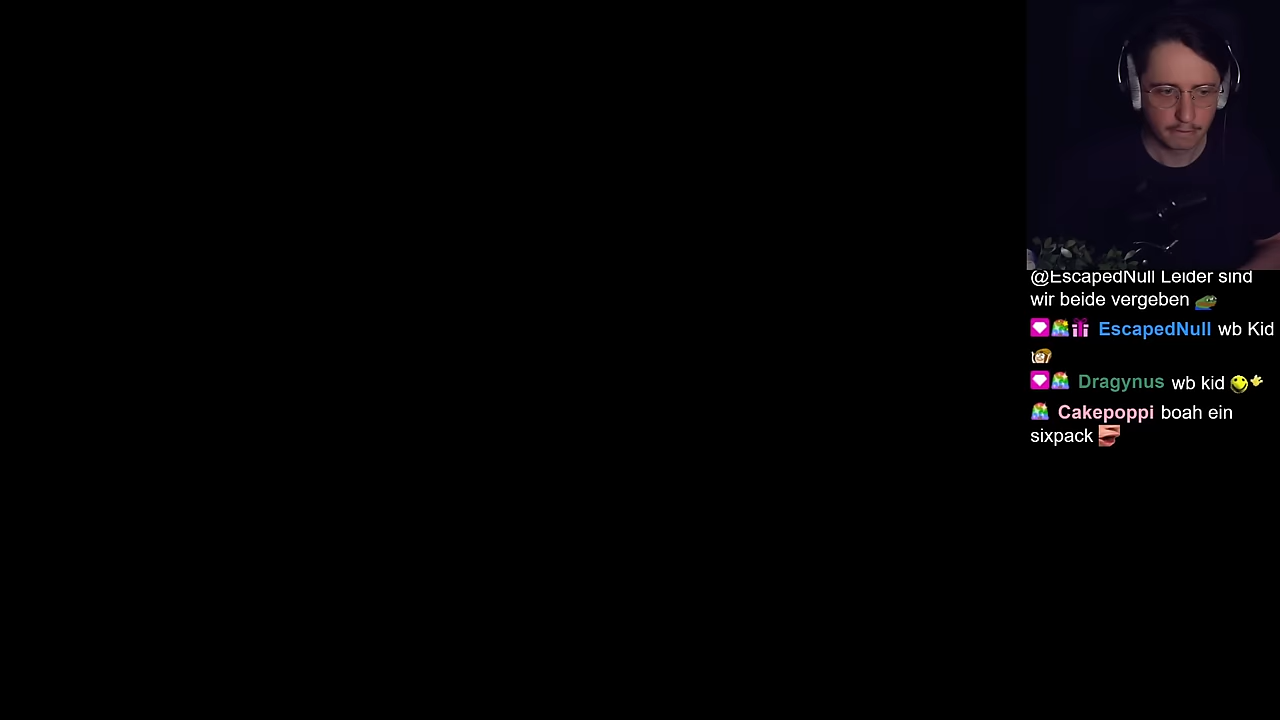 @EscapedNull Leider sind
wir beide vergeben
EscapedNull wb Kid
Dragynus wb kid
Cakepoppi boah ein
sixpack